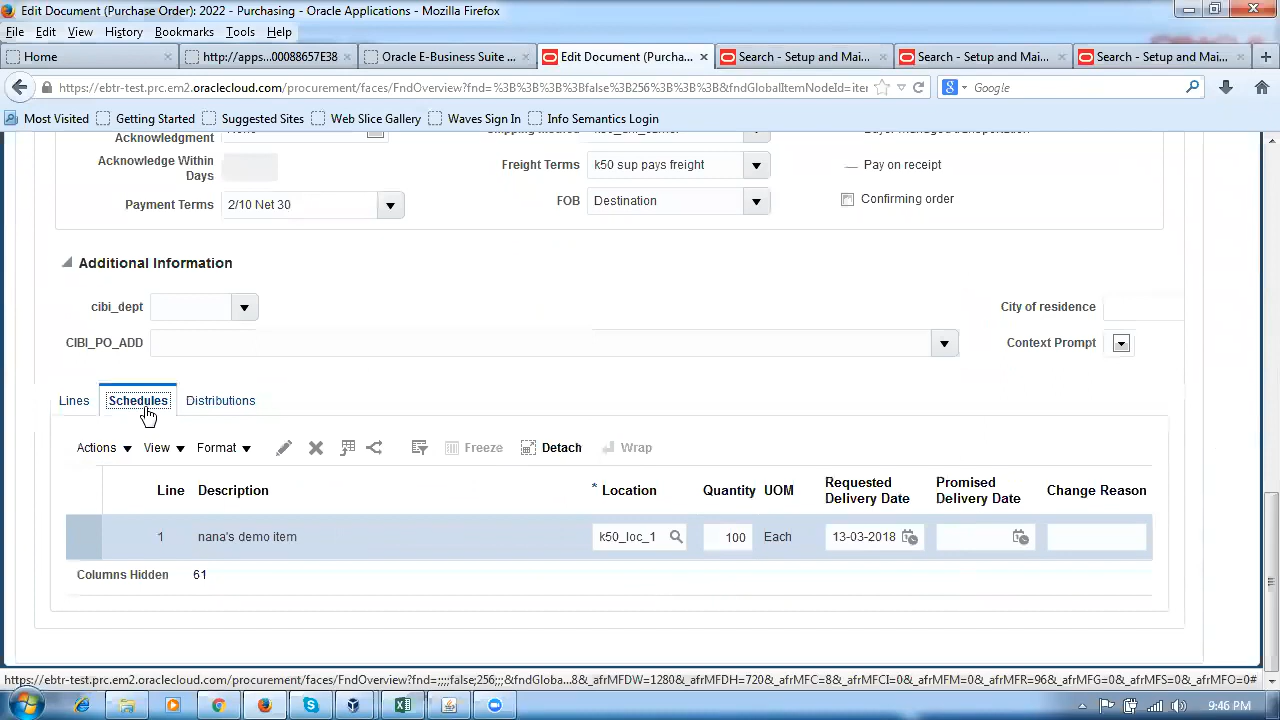 Edit Document (Purchase Order): 2022 - Purchasing - Oracle Applications - Mozilla Firefox
File Edit View History Bookmarks Tools Help
Home http://apps....00088657E38 Oracle E-Business Suite ... Edit Document (Purcha... Search - Setup and Mai... Search - Setup and Mai... Search - Setup and Mai...
https://ebtr-test.prc.em2.oraclecloud.com/procurement/faces/FndOverview?fnd=%3B%3B%3B%3Bfalse%3B256%3B%3B%3B&fndGlobalItemNodeId=iter Google
Most Visited Getting Started Suggested Sites Web Slice Gallery Waves Sign In Info Semantics Location
Acknowledgment
Acknowledge Within Days
Freight Terms k50 sup pays freight Pay on receipt
Payment Terms 2/10 Net 30 FOB Destination Confirming order
Additional Information
cibi_dept City of residence
CIBI_PO_ADD Context Prompt
Lines Schedules Distributions
Actions View Format Freeze Detach Wrap
Line Description * Location Quantity UOM Requested Delivery Date Promised Delivery Date Change Reason
1 nana's demo item k50_loc_1 100 Each 13-03-2018
Columns Hidden 61
https://ebtr-test.prc.em2.oraclecloud.com/procurement/faces/FndOverview?fnd=;;;;false;256;;;&fndGloba...8&_afrMFDW=1280&_afrMFDH=720&_afrMFC=8&_afrMFCI=0&_afrMFM=0&_afrMFR=96&_afrMFG=0&_afrMFS=0&_afrMFO=0#
9:46 PM